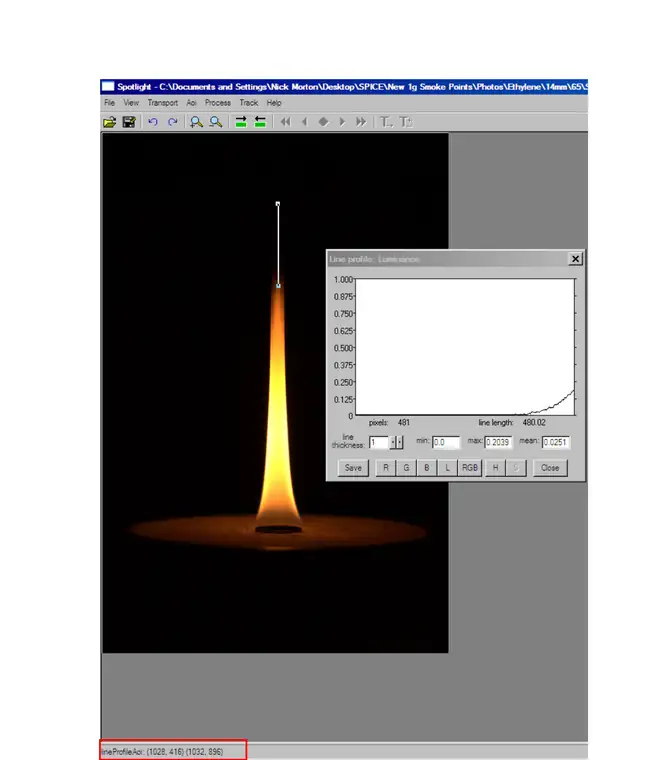 Spotlight - C:\Documents and Settings\Nick Morton\Desktop\SPICE\New 1g Smoke Points\Photos\Ethylene\14mm\65\S
File View Transport Aoi Process Track Help
Line profile: Luminance
1.000
0.875
0.750
0.625
0.500
0.375
0.250
0.125
0
pixels: 481 line length: 480.02
line thickness: 1 min: 0.0 max: 0.2039 mean: 0.0251
Save R G B L RGB H S Close
lineProfileAoi: (1028, 416) (1032, 896)